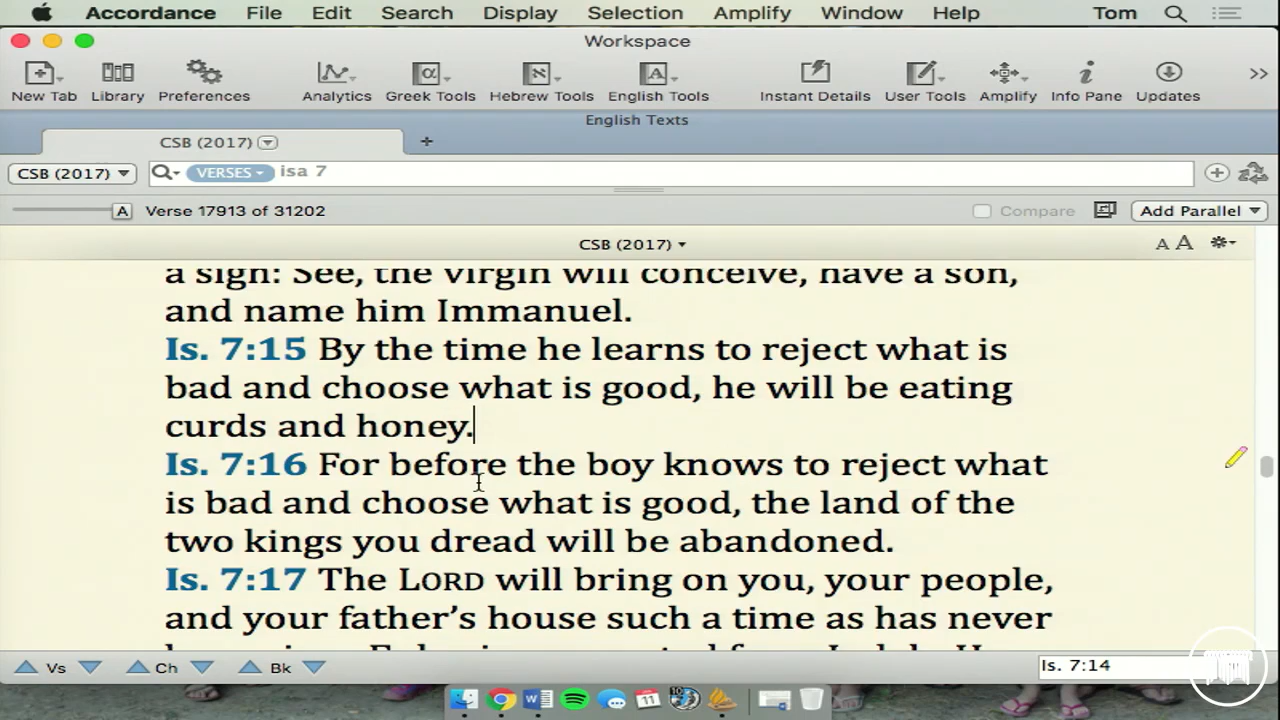 Accordance File Edit Search Display Selection Amplify Window Help Tom
Workspace
New Tab Library Preferences Analytics Greek Tools Hebrew Tools English Tools Instant Details User Tools Amplify Info Pane Updates
English Texts
CSB (2017)
CSB (2017) VERSES isa 7
A Verse 17913 of 31202 Compare Add Parallel
CSB (2017) A A
a sign: See, the virgin will conceive, have a son,
and name him Immanuel.
Is. 7:15 By the time he learns to reject what is
bad and choose what is good, he will be eating
curds and honey.
Is. 7:16 For before the boy knows to reject what
is bad and choose what is good, the land of the
two kings you dread will be abandoned.
Is. 7:17 The LORD will bring on you, your people,
and your father’s house such a time as has never
Vs Ch Bk Is. 7:14
11 10